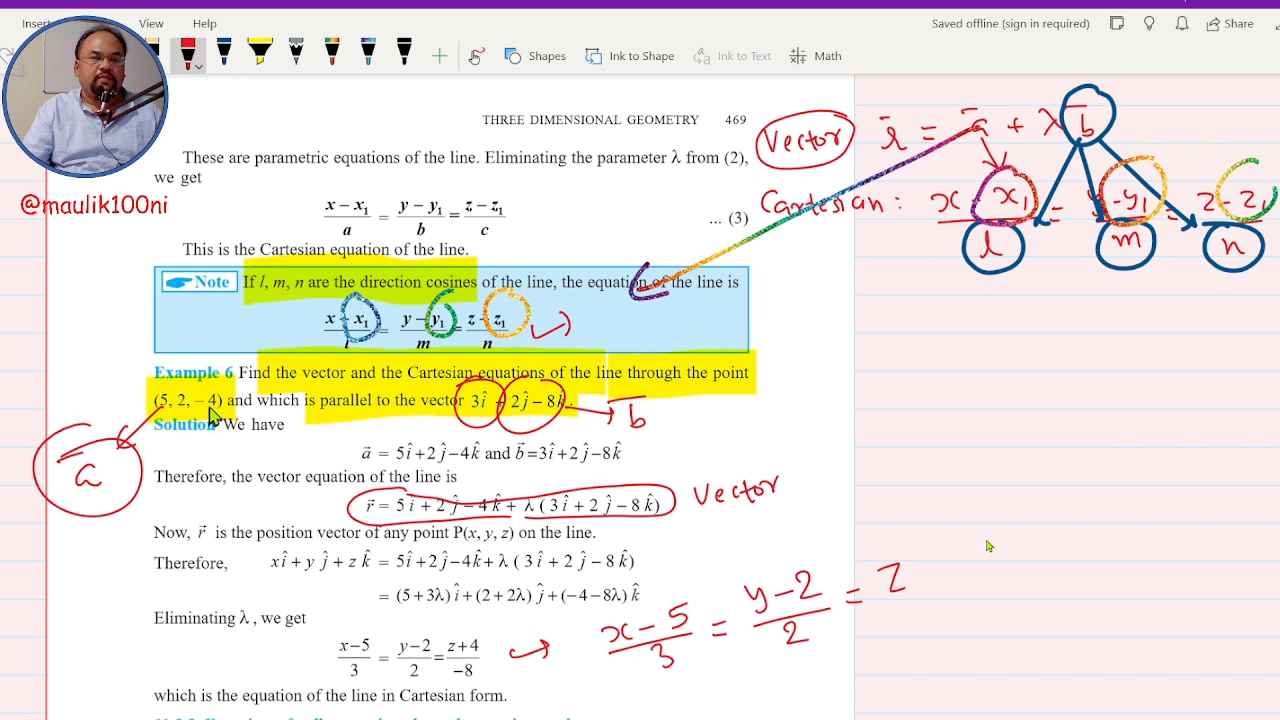 Insert View Help Saved offline (sign in required) Share
Shapes Ink to Shape Ink to Text Math
@maulik100ni
THREE DIMENSIONAL GEOMETRY 469
These are parametric equations of the line. Eliminating the parameter λ from (2),
we get
x – x₁/a = y – y₁/b = z – z₁/c ... (3)
This is the Cartesian equation of the line.
Note If l, m, n are the direction cosines of the line, the equation of the line is
x – x₁/l = y – y₁/m = z – z₁/n
Example 6 Find the vector and the Cartesian equations of the line through the point
(5, 2, – 4) and which is parallel to the vector 3î + 2ĵ – 8k̂.
b̄
Solution We have
ā
a⃗ = 5î + 2ĵ – 4k̂ and b⃗ = 3î + 2ĵ – 8k̂
Therefore, the vector equation of the line is
r⃗ = 5î + 2ĵ – 4k̂ + λ ( 3î + 2ĵ – 8k̂ )
Vector
Now, r⃗ is the position vector of any point P(x, y, z) on the line.
Therefore, xî + yĵ + zk̂ = 5î + 2ĵ – 4k̂ + λ ( 3î + 2ĵ – 8k̂ )
= (5 + 3λ) î + (2 + 2λ) ĵ + (–4 – 8λ) k̂
Eliminating λ , we get
x – 5/3 = y – 2/2 = z + 4/–8
which is the equation of the line in Cartesian form.
Vector r̄ = ā + λ b̄
Cartesian : x x₁/l = – y₁/m = z – z₁/n
x – 5/3 = y – 2/2 = z